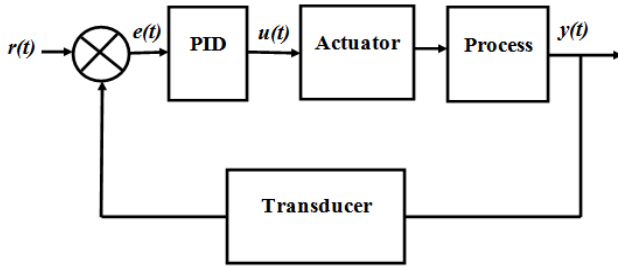 r(t)
e(t)
PID
u(t)
Actuator
Process
y(t)
Transducer